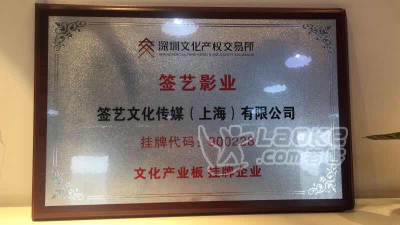 深圳文化产权交易所
签艺影业
签艺文化传媒（上海）有限公司
挂牌代码：900228
文化产业板 挂牌企业
LAOKE
.com